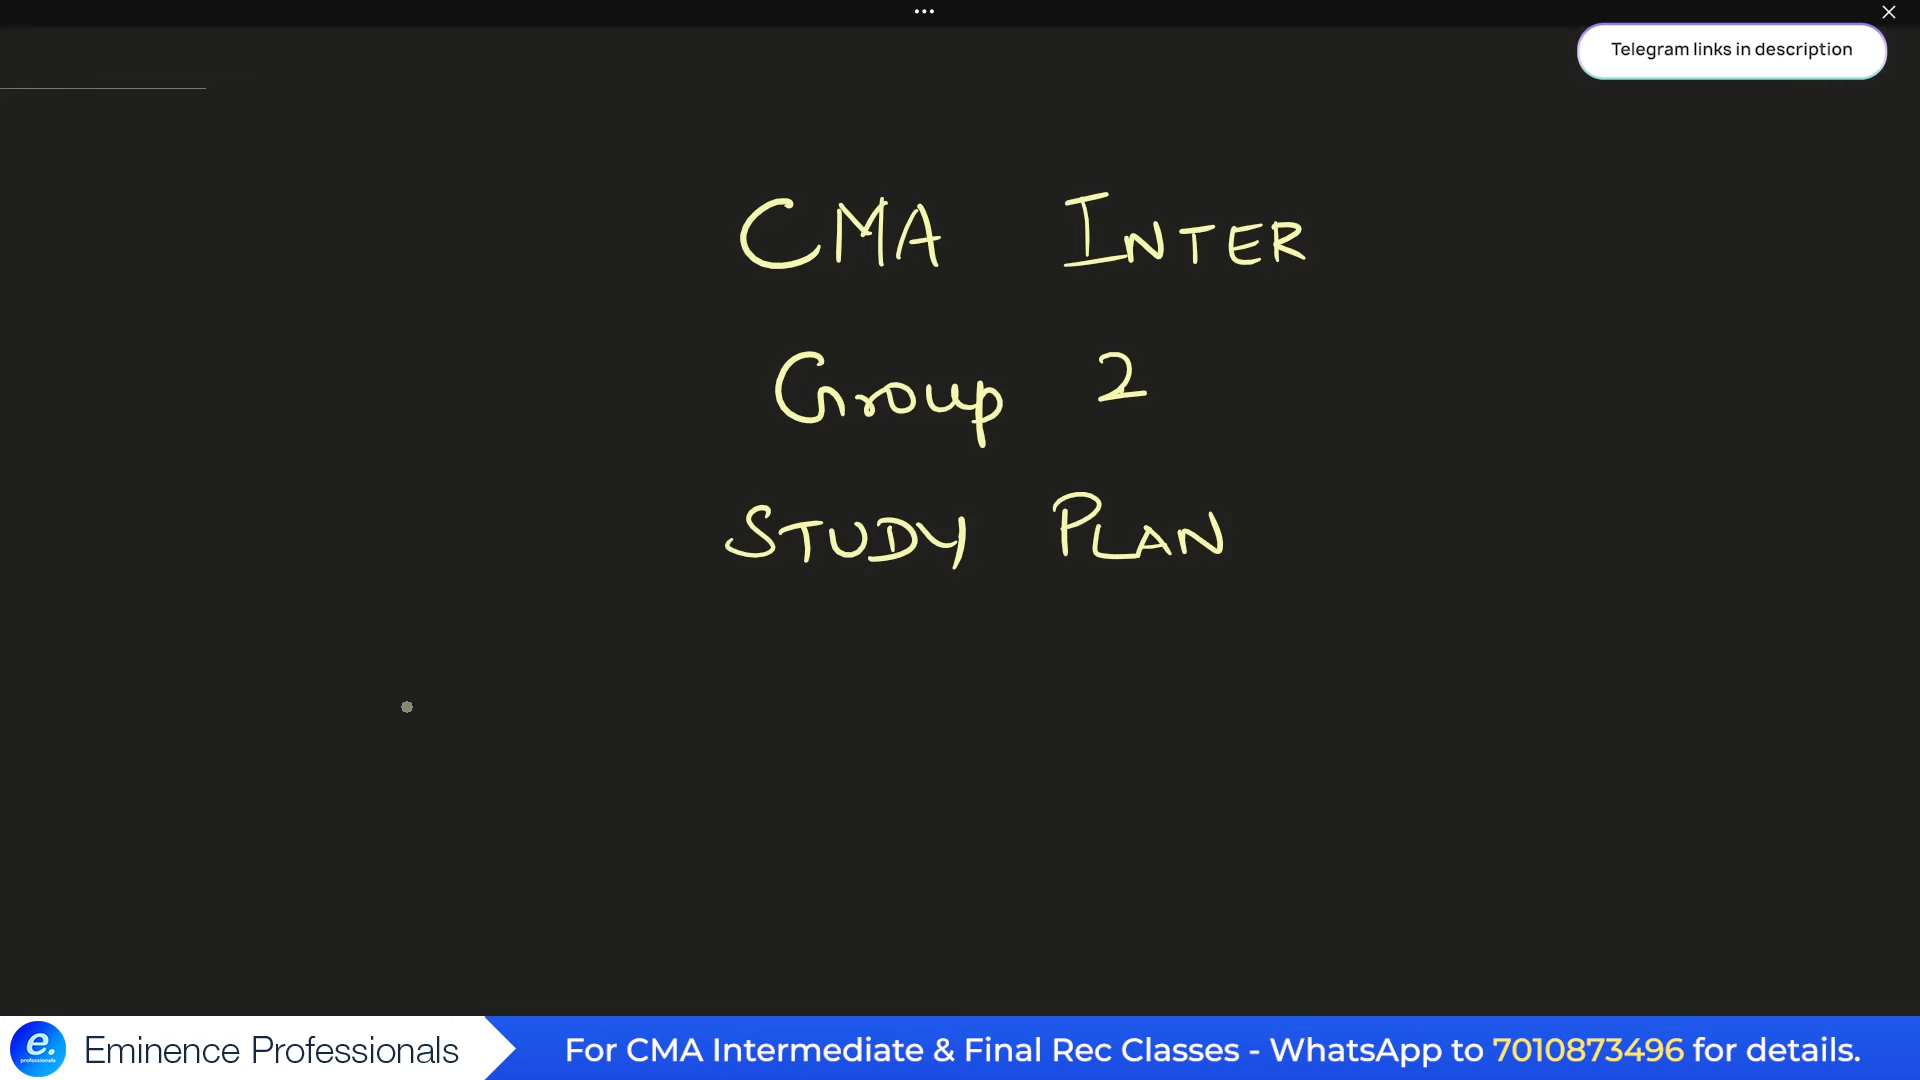 Telegram links in description
CMA INTER
Group 2
STUDY PLAN
e.
professionals
Eminence Professionals
For CMA Intermediate & Final Rec Classes - WhatsApp to 7010873496 for details.